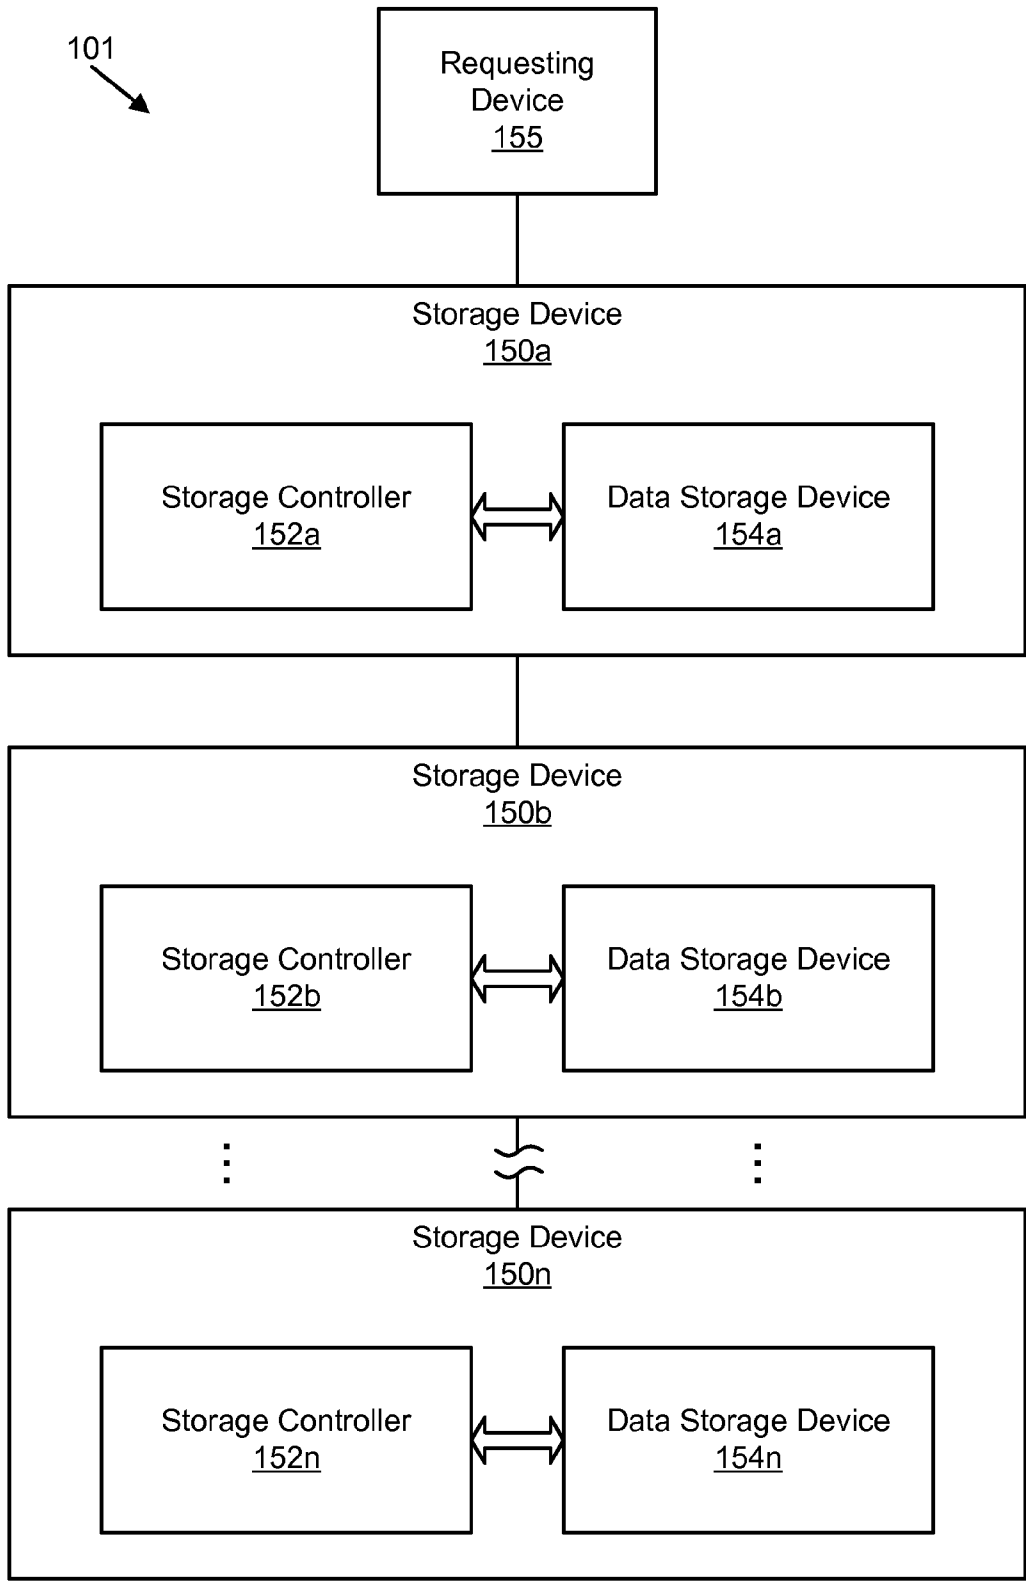 101
Requesting
Device
155
Storage Device
150a
Storage Controller
152a
Data Storage Device
154a
Storage Device
150b
Storage Controller
152b
Data Storage Device
154b
Storage Device
150n
Storage Controller
152n
Data Storage Device
154n